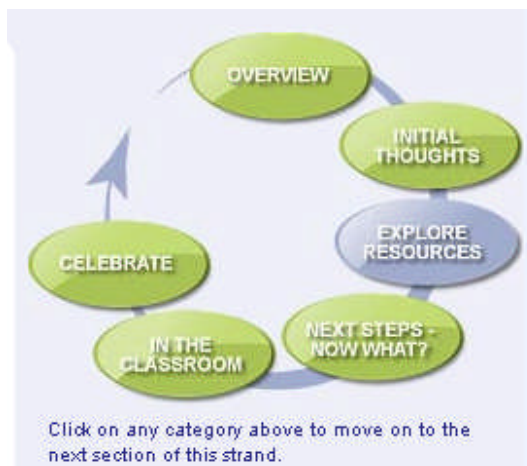 OVERVIEW
INITIAL
THOUGHTS
EXPLORE
RESOURCES
NEXT STEPS -
NOW WHAT?
IN THE
CLASSROOM
CELEBRATE
Click on any category above to move on to the
next section of this strand.